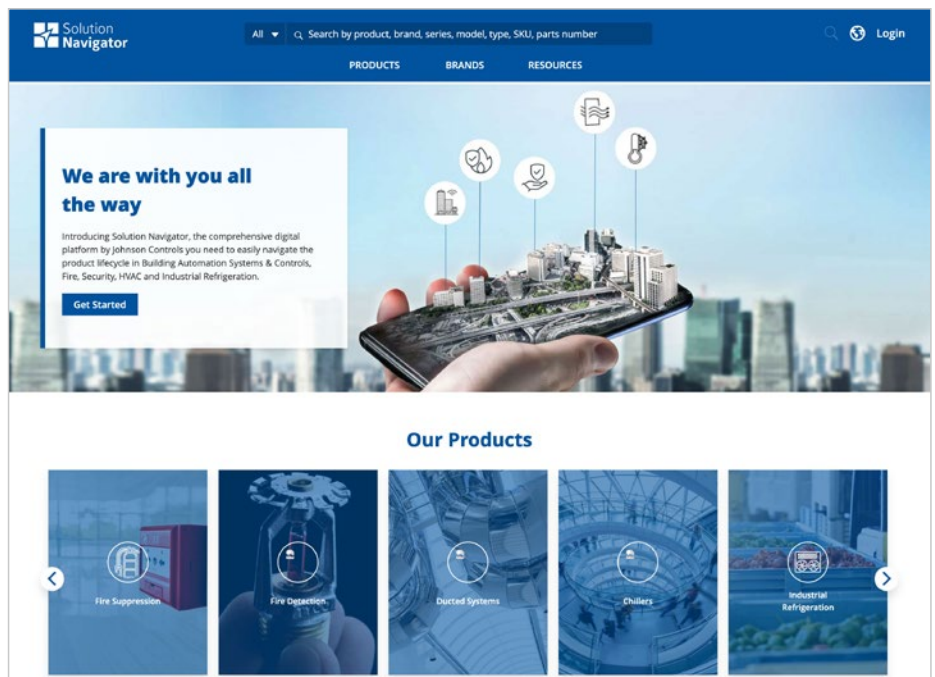 Solution
Navigator
All
Search by product, brand, series, model, type, SKU, parts number
Login
PRODUCTS
BRANDS
RESOURCES
We are with you all
the way
Introducing Solution Navigator, the comprehensive digital
platform by Johnson Controls you need to easily navigate the
product lifecycle in Building Automation Systems & Controls,
Fire, Security, HVAC and Industrial Refrigeration.
Get Started
Our Products
Fire Suppression
Fire Detection
Ducted Systems
Chillers
Industrial
Refrigeration